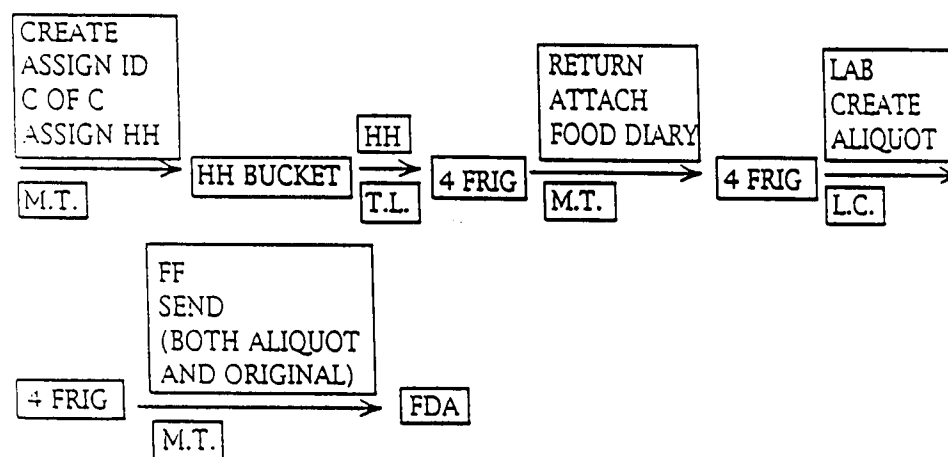 CREATE
ASSIGN ID
C OF C
ASSIGN HH
M.T.
HH BUCKET
HH
T.L.
4 FRIG
RETURN
ATTACH
FOOD DIARY
M.T.
4 FRIG
LAB
CREATE
ALIQUOT
L.C.
4 FRIG
FF
SEND
(BOTH ALIQUOT
AND ORIGINAL)
M.T.
FDA